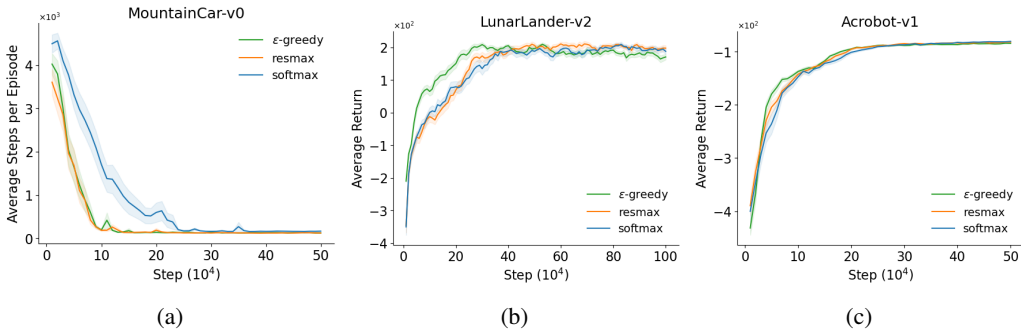 MountainCar-v0
×10³
Average Steps per Episode
4
3
2
1
0
0 10 20 30 40 50
Step (10⁴)
ε-greedy
resmax
softmax
(a)
LunarLander-v2
×10²
Average Return
2
1
0
−1
−2
−3
−4
0 20 40 60 80 100
Step (10⁴)
ε-greedy
resmax
softmax
(b)
Acrobot-v1
×10²
Average Return
−1
−2
−3
−4
0 10 20 30 40 50
Step (10⁴)
ε-greedy
resmax
softmax
(c)